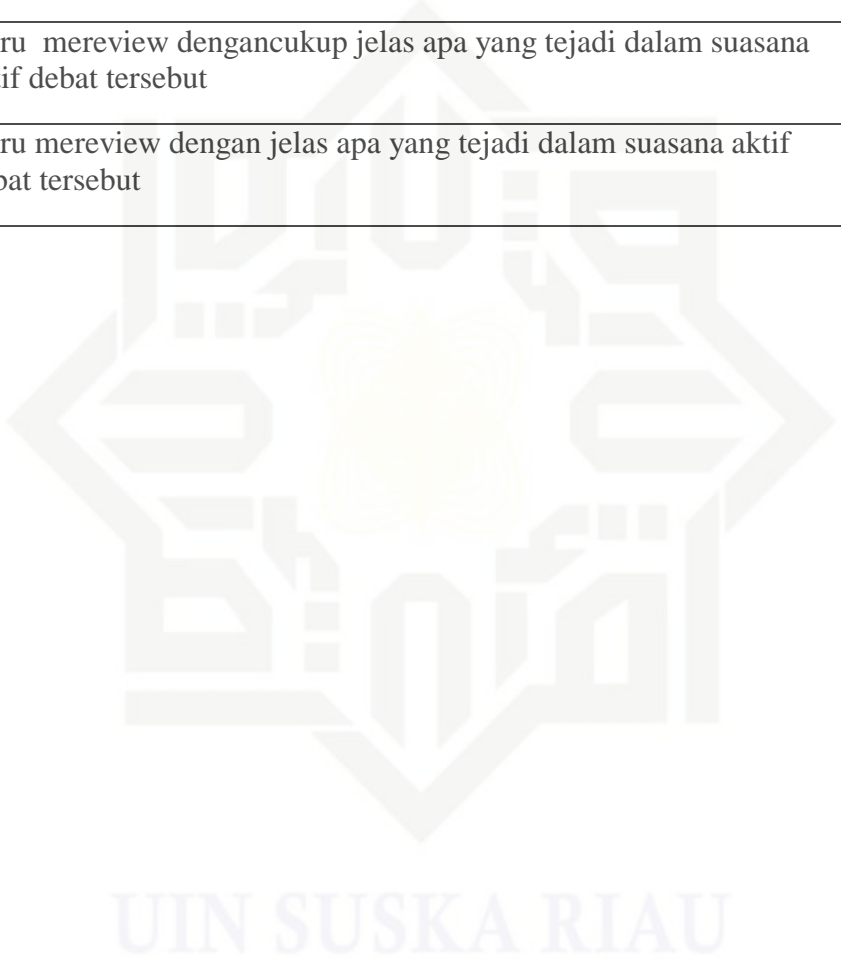 ru mereview dengancukup jelas apa yang tejadi dalam suasana
if debat tersebut
ru mereview dengan jelas apa yang tejadi dalam suasana aktif
bat tersebut
UIN SUSKA RIAU